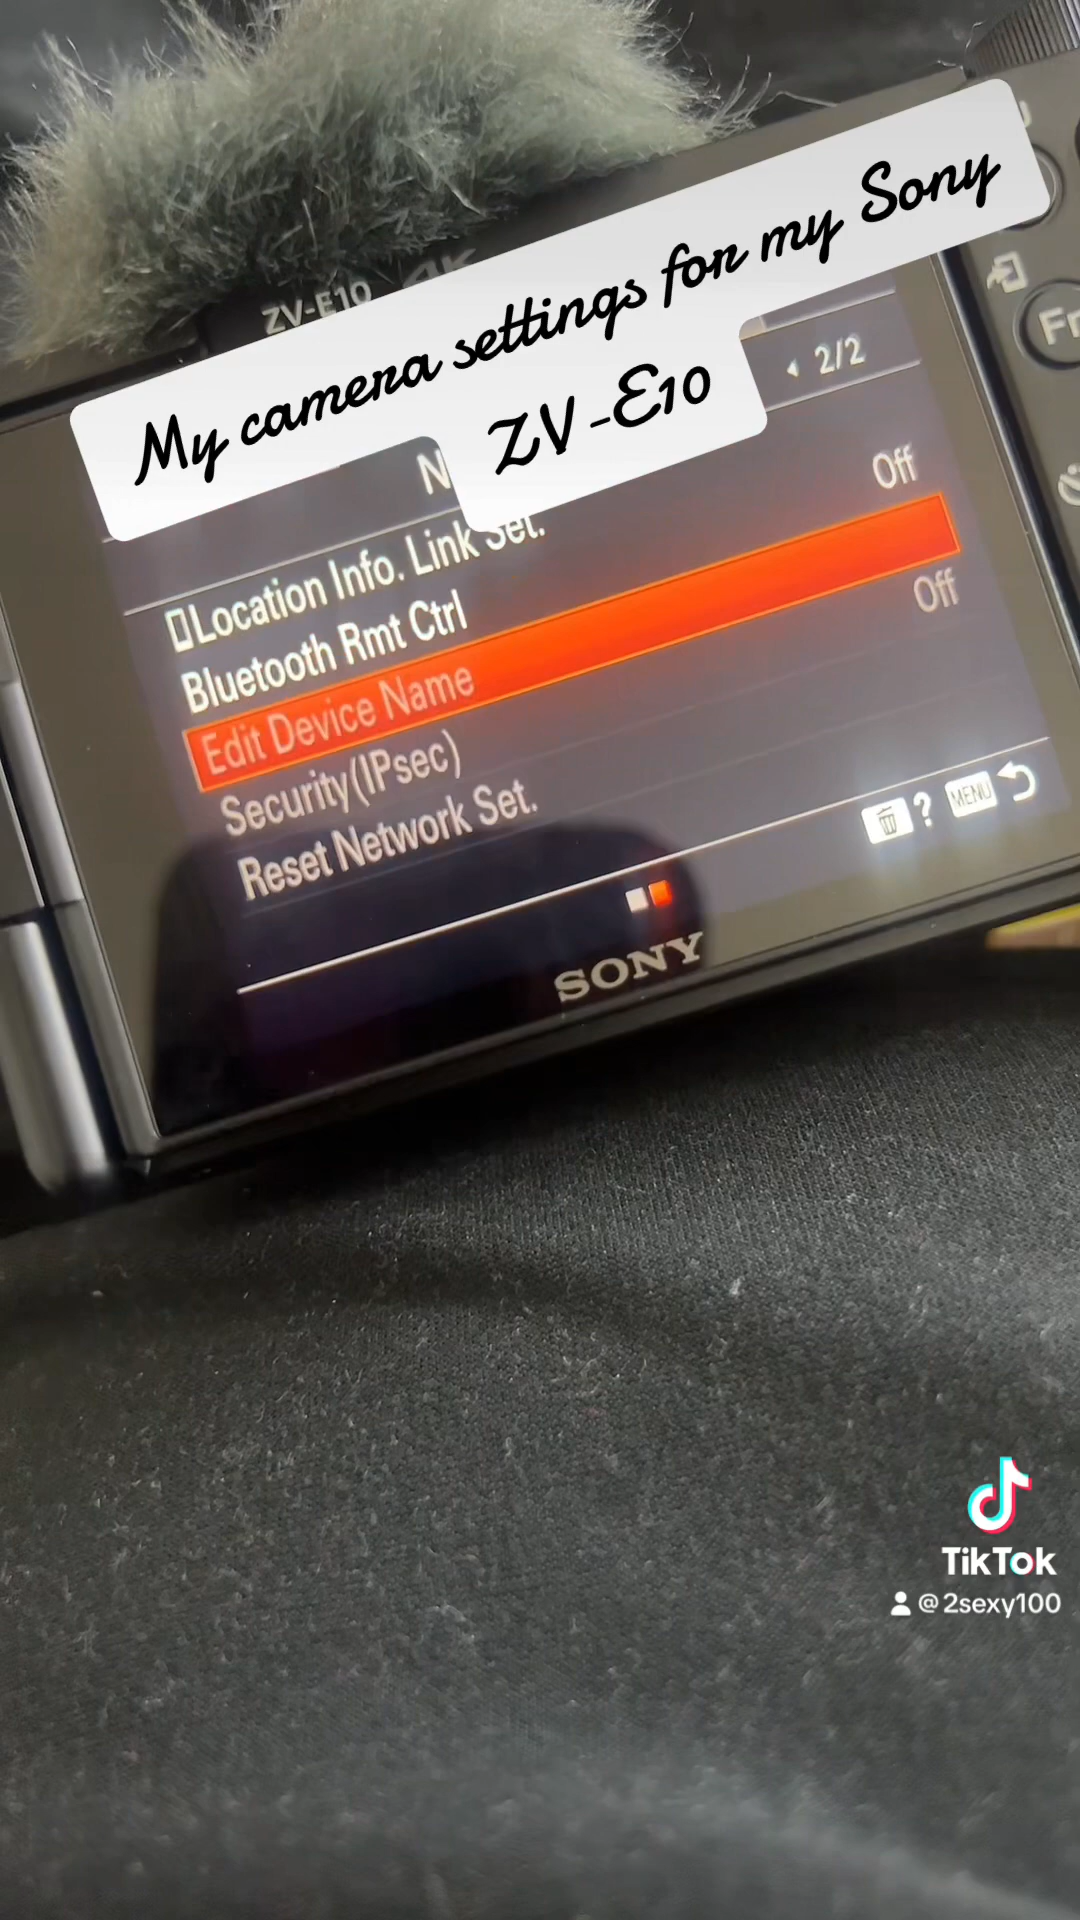 My camera settings for my Sony
ZV-E10
ZV-E10 4K
2/2
Location Info. Link Set. Off
Bluetooth Rmt Ctrl Off
Edit Device Name
Security(IPsec)
Reset Network Set.
? MENU
SONY
TikTok
@2sexy100